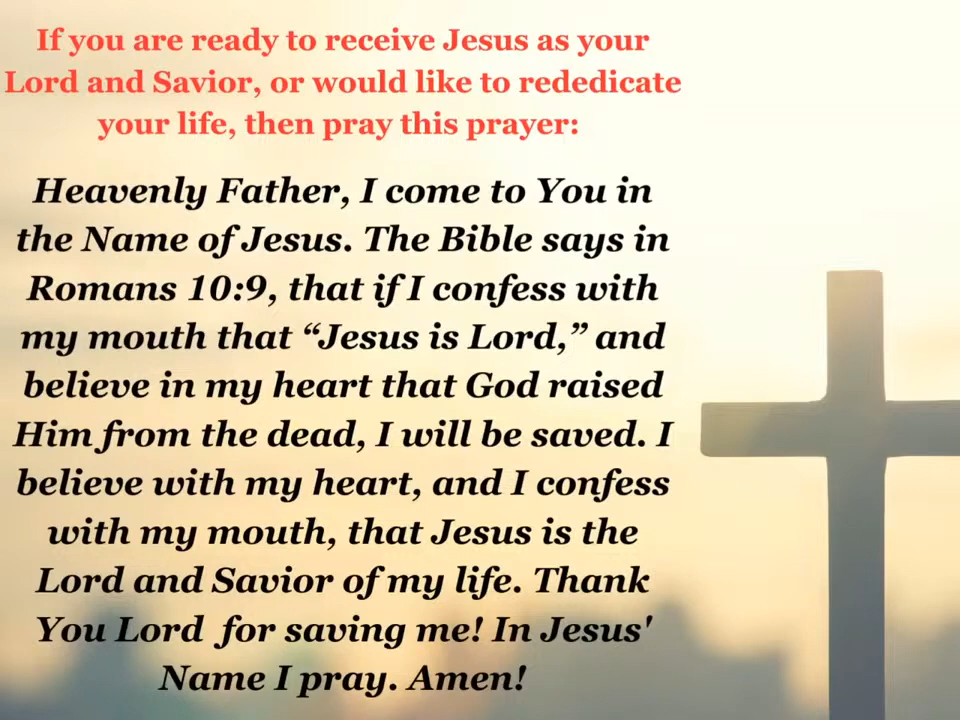 If you are ready to receive Jesus as your
Lord and Savior, or would like to rededicate
your life, then pray this prayer:
Heavenly Father, I come to You in
the Name of Jesus. The Bible says in
Romans 10:9, that if I confess with
my mouth that “Jesus is Lord,” and
believe in my heart that God raised
Him from the dead, I will be saved. I
believe with my heart, and I confess
with my mouth, that Jesus is the
Lord and Savior of my life. Thank
You Lord  for saving me! In Jesus'
Name I pray. Amen!